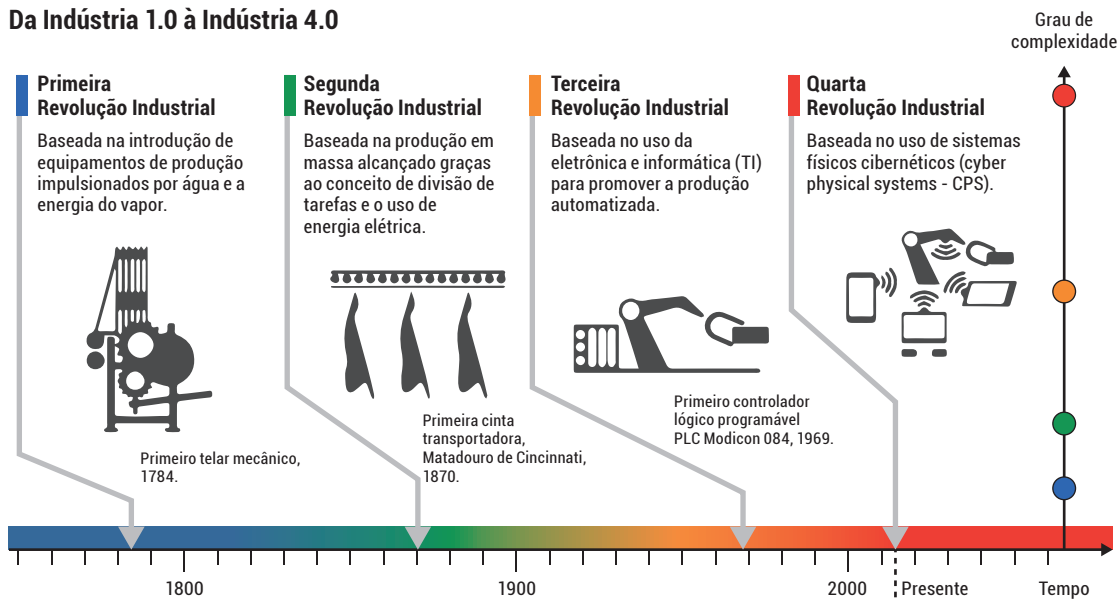 Da Indústria 1.0 à Indústria 4.0
Grau de
complexidade
Primeira
Revolução Industrial
Baseada na introdução de
equipamentos de produção
impulsionados por água e a
energia do vapor.
Primeiro telar mecânico,
1784.
Segunda
Revolução Industrial
Baseada na produção em
massa alcançado graças
ao conceito de divisão de
tarefas e o uso de
energia elétrica.
Primeira cinta
transportadora,
Matadouro de Cincinnati,
1870.
Terceira
Revolução Industrial
Baseada no uso da
eletrônica e informática (TI)
para promover a produção
automatizada.
Primeiro controlador
lógico programável
PLC Modicon 084, 1969.
Quarta
Revolução Industrial
Baseada no uso de sistemas
físicos cibernéticos (cyber
physical systems - CPS).
1800
1900
2000
Presente
Tempo